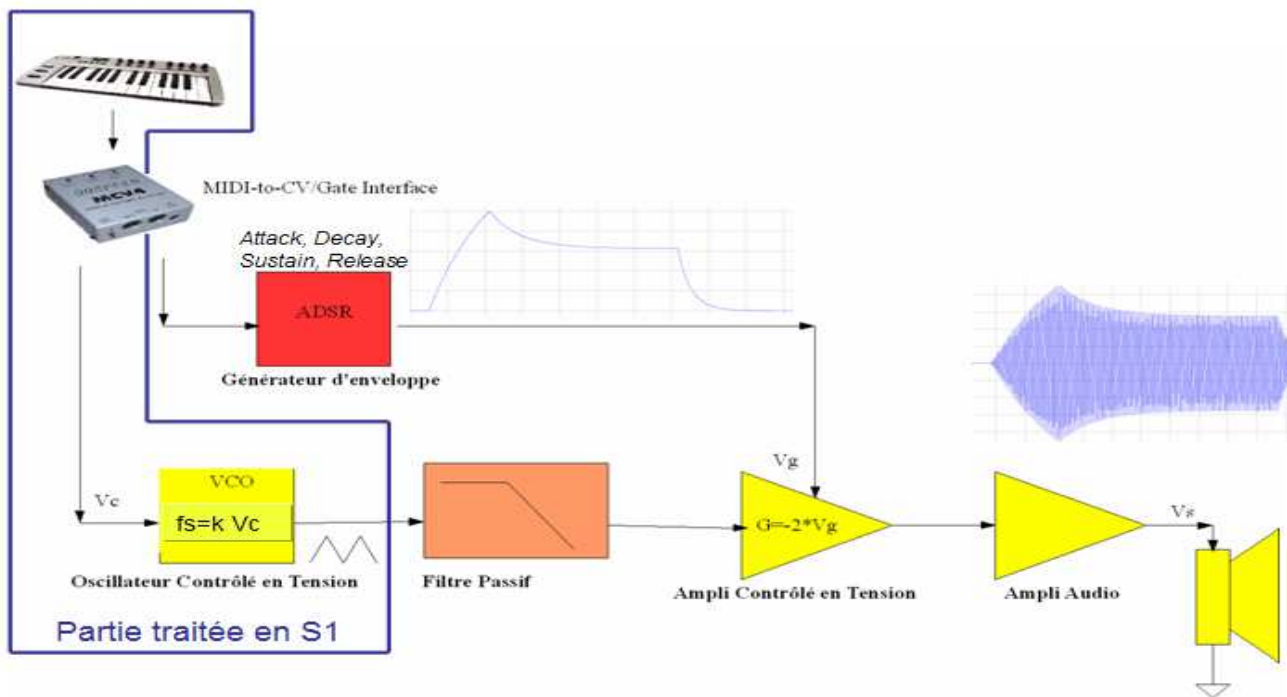 MCV4
MIDI-to-CV/Gate Interface
Attack, Decay,
Sustain, Release
ADSR
Générateur d'enveloppe
Vc
VCO
fs=k Vc
Oscillateur Contrôlé en Tension
Filtre Passif
Vg
G=-2*Vg
Ampli Contrôlé en Tension
Ampli Audio
Vs
Partie traitée en S1